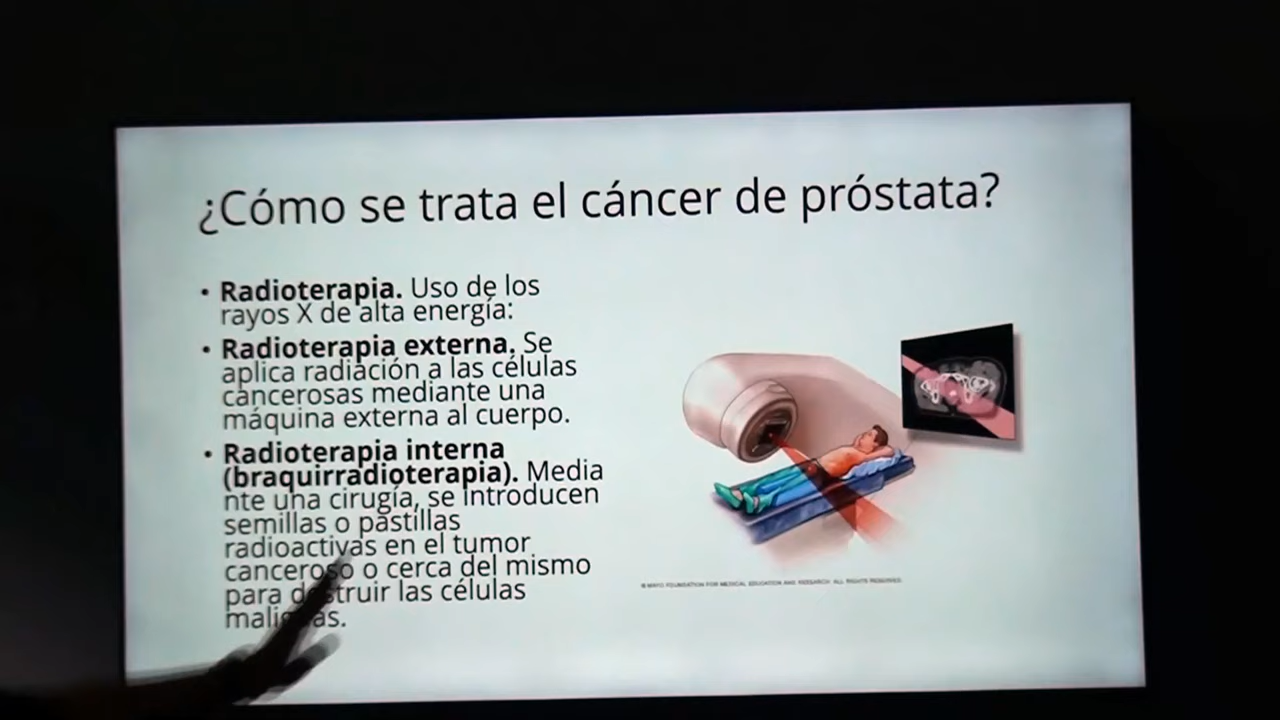 ¿Cómo se trata el cáncer de próstata?
• Radioterapia. Uso de los
rayos X de alta energía:
• Radioterapia externa. Se
aplica radiación a las células
cancerosas mediante una
máquina externa al cuerpo.
• Radioterapia interna
(braquirradioterapia). Media
nte una cirugía, se introducen
semillas o pastillas
radioactivas en el tumor
canceroso o cerca del mismo
para destruir las células
malignas.
© MAYO FOUNDATION FOR MEDICAL EDUCATION AND RESEARCH. ALL RIGHTS RESERVED.